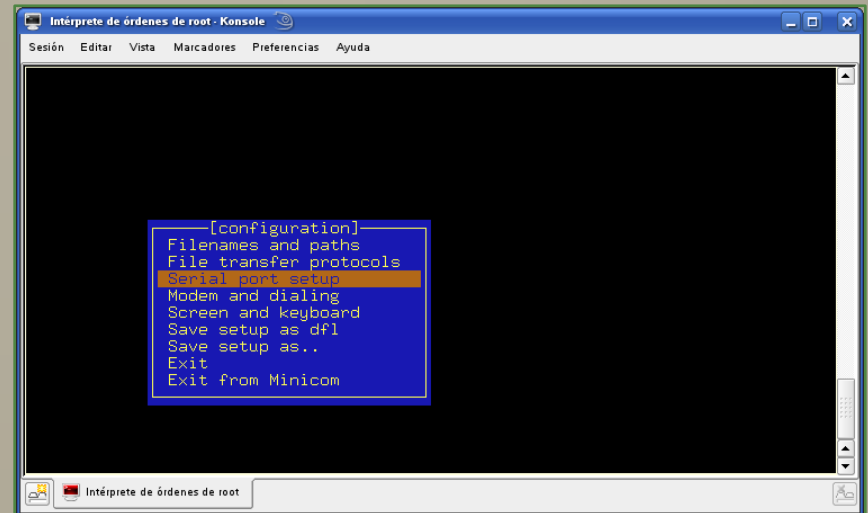 Intérprete de órdenes de root - Konsole
Sesión Editar Vista Marcadores Preferencias Ayuda
[configuration]
Filenames and paths
File transfer protocols
Serial port setup
Modem and dialing
Screen and keyboard
Save setup as dfl
Save setup as..
Exit
Exit from Minicom
Intérprete de órdenes de root